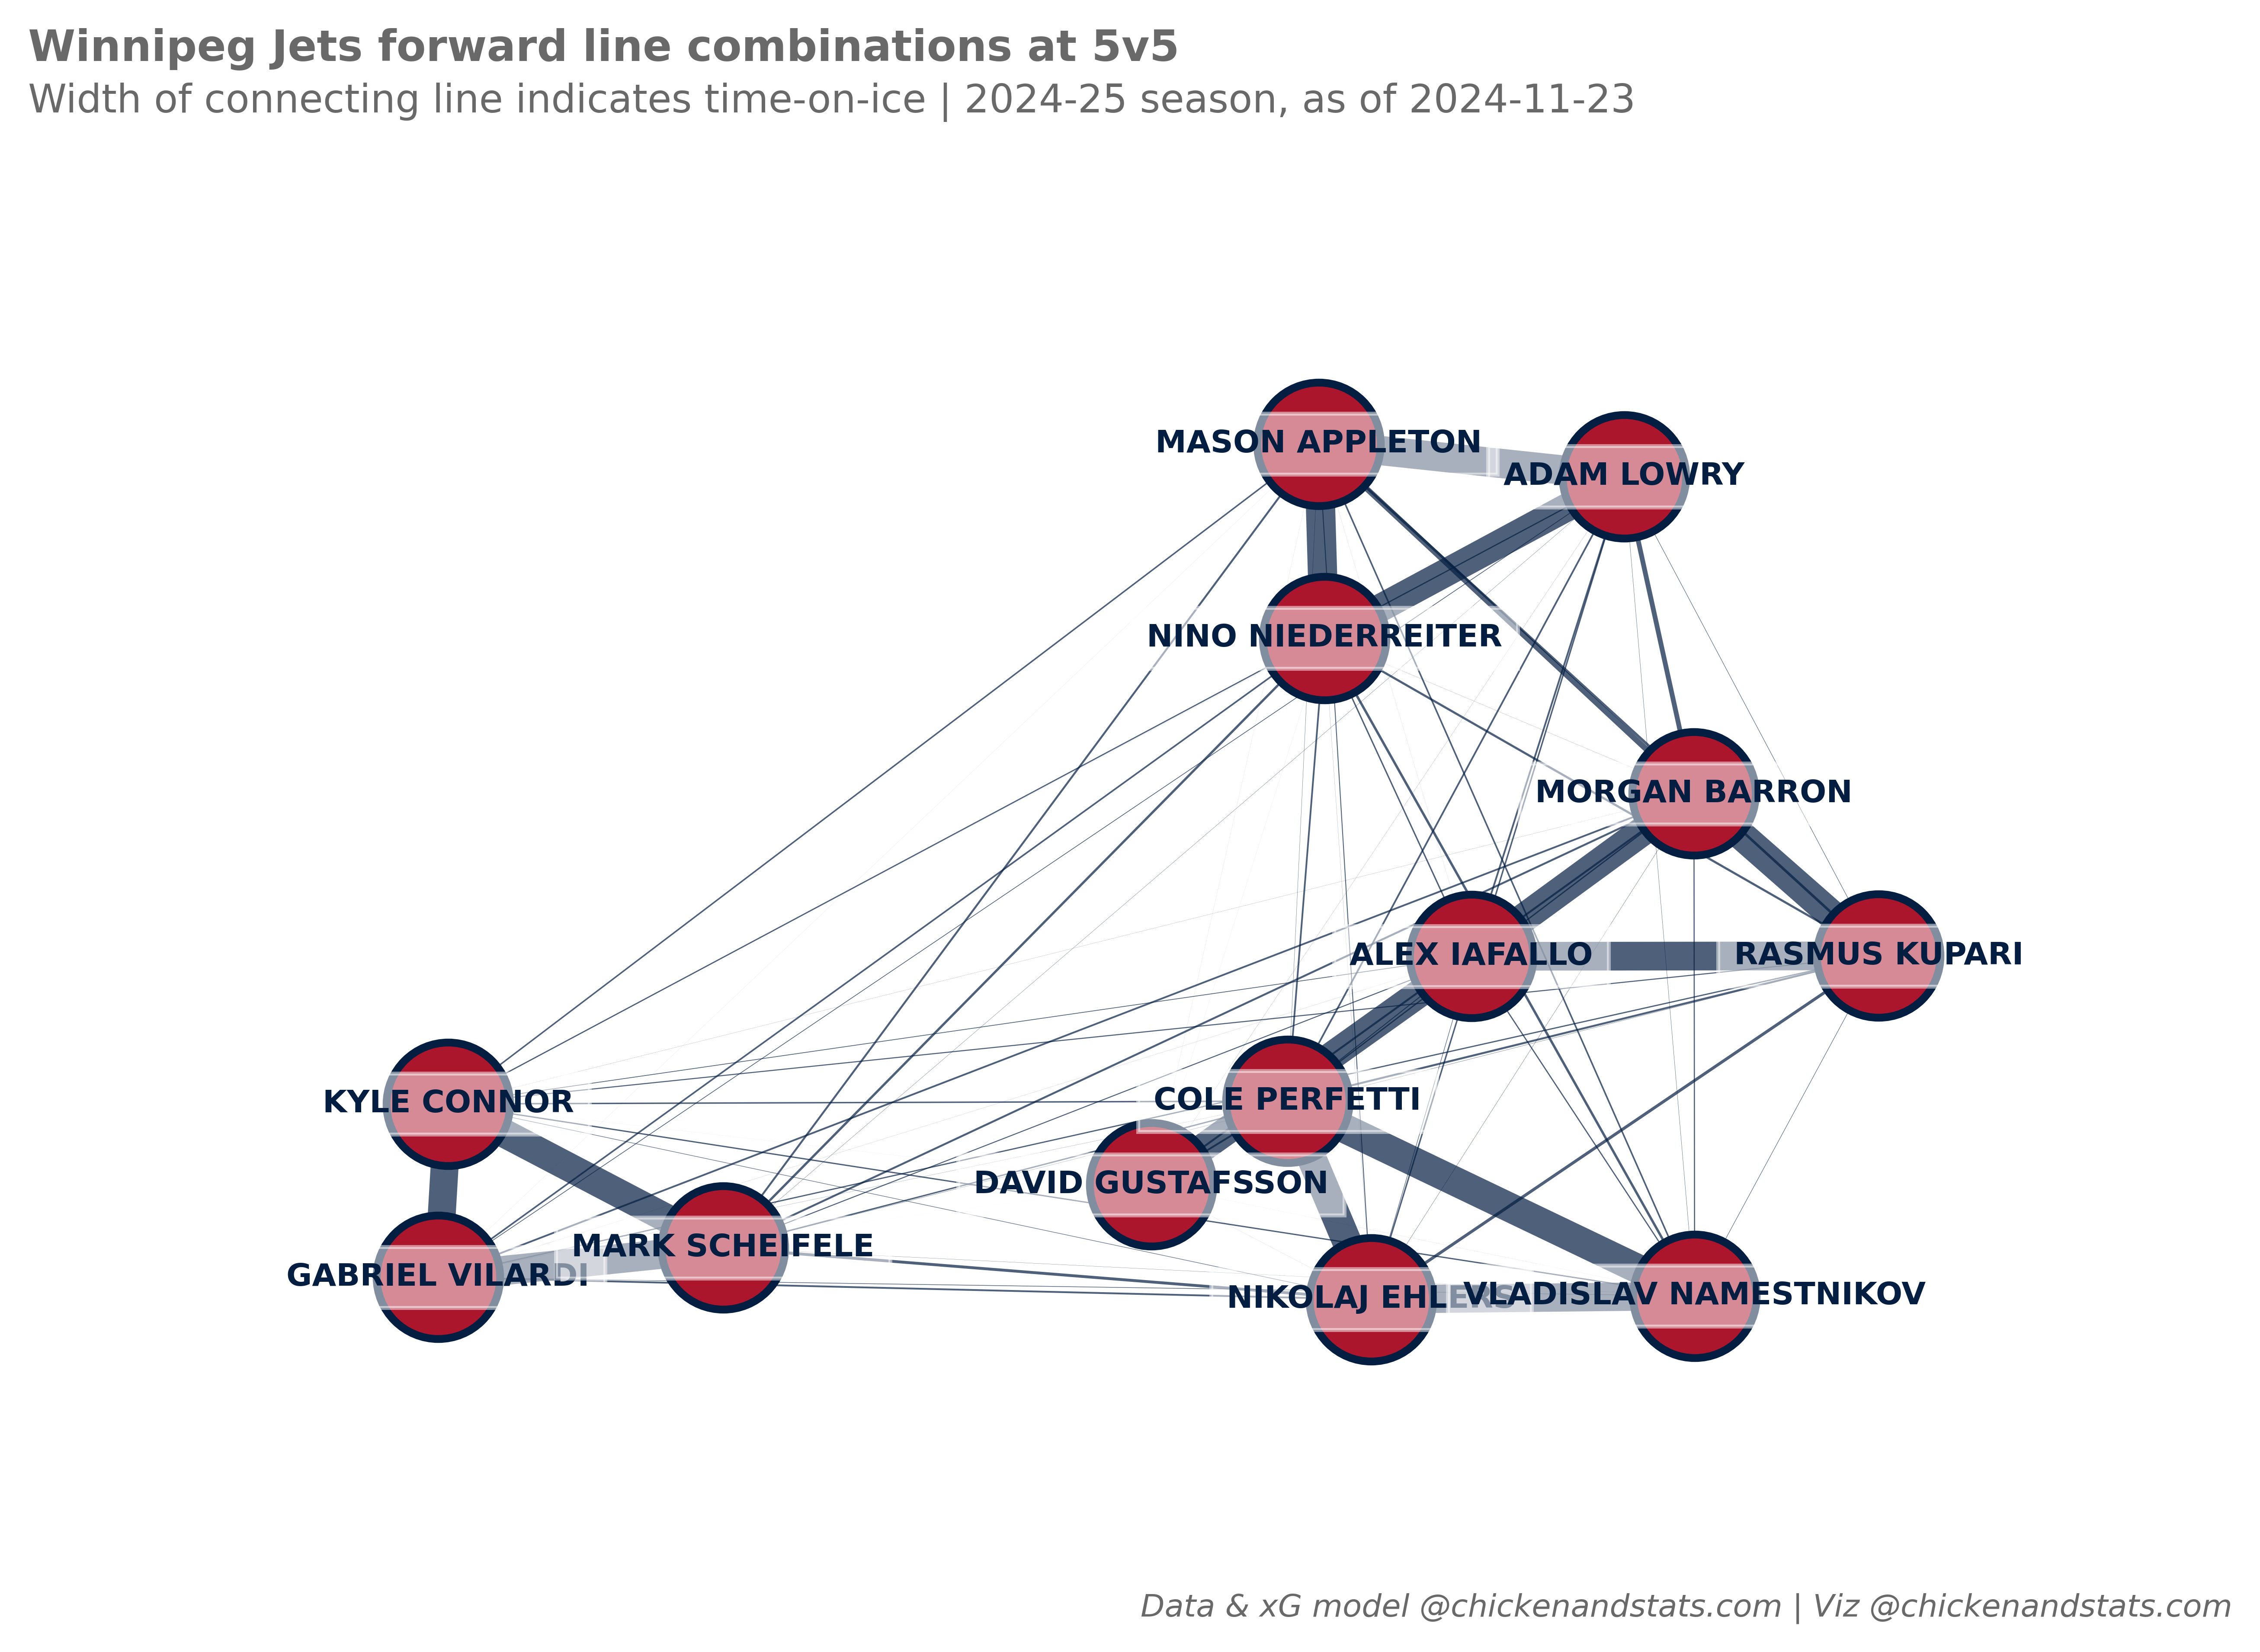 Winnipeg Jets forward line combinations at 5v5
Width of connecting line indicates time-on-ice | 2024-25 season, as of 2024-11-23
MASON APPLETON
ADAM LOWRY
NINO NIEDERREITER
MORGAN BARRON
ALEX IAFALLO
RASMUS KUPARI
KYLE CONNOR
COLE PERFETTI
DAVID GUSTAFSSON
MARK SCHEIFELE
GABRIEL VILARDI
NIKOLAJ EHLERS
VLADISLAV NAMESTNIKOV
Data & xG model @chickenandstats.com | Viz @chickenandstats.com